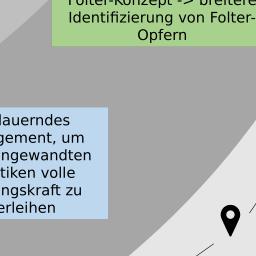 Folter-Konzept -> breitere
Identifizierung von Folter-
Opfern
dauerndes
gement, um
ngewandten
tiken volle
ngskraft zu
erleihen